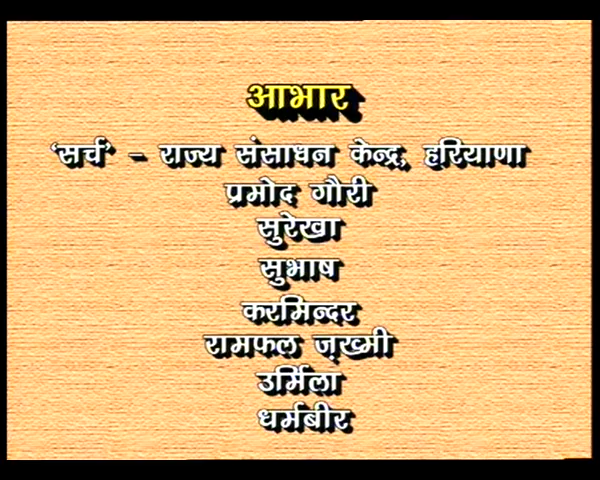 आभार
'सर्च' - राज्य संसाधन केन्द्र, हरियाणा
प्रमोद गौरी
सुरेखा
सुभाष
करमिन्दर
रामफल ज़ख्मी
उर्मिला
धर्मबीर